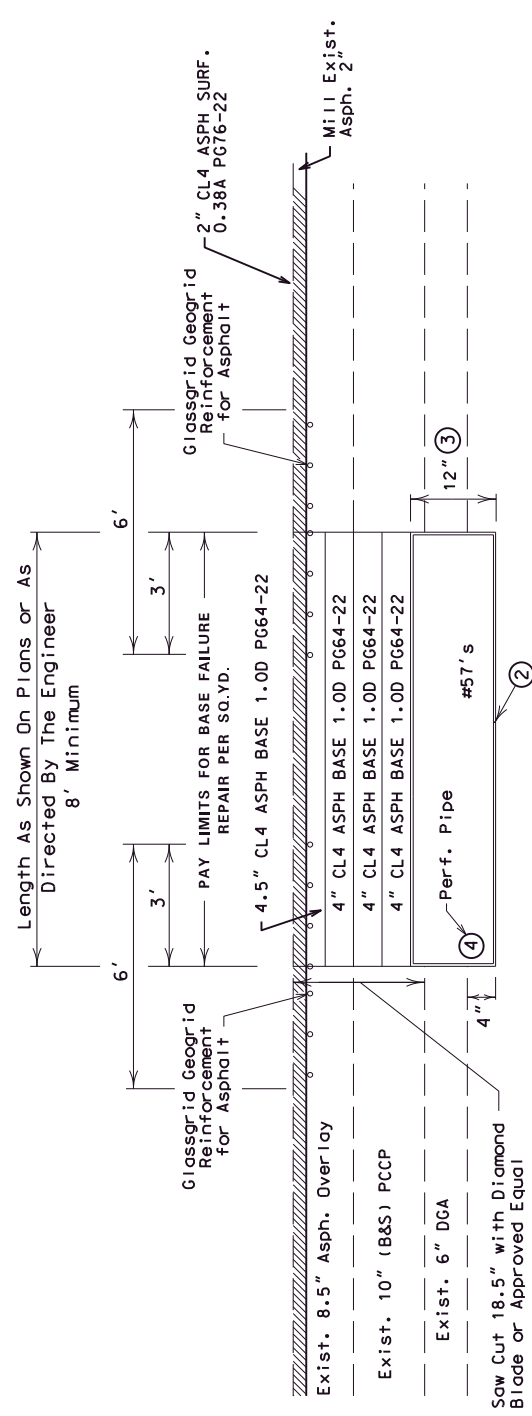 Length As Shown On Plans or As
Directed By The Engineer
8' Minimum
6'
6'
3'
3'
PAY LIMITS FOR BASE FAILURE
REPAIR PER SQ.YD.
Glassgrid Geogrid
Reinforcement
for Asphalt
Glassgrid Geogrid
Reinforcement
for Asphalt
2" CL4 ASPH SURF.
0.38A PG76-22
Mill Exist.
Asph. 2"
4.5" CL4 ASPH BASE 1.0D PG64-22
4" CL4 ASPH BASE 1.0D PG64-22
4" CL4 ASPH BASE 1.0D PG64-22
4" CL4 ASPH BASE 1.0D PG64-22
Exist. 8.5" Asph. Overlay
Exist. 10" (B&S) PCCP
Exist. 6" DGA
Perf. Pipe
4
#57's
12" 3
2
4"
Saw Cut 18.5" with Diamond
Blade or Approved Equal